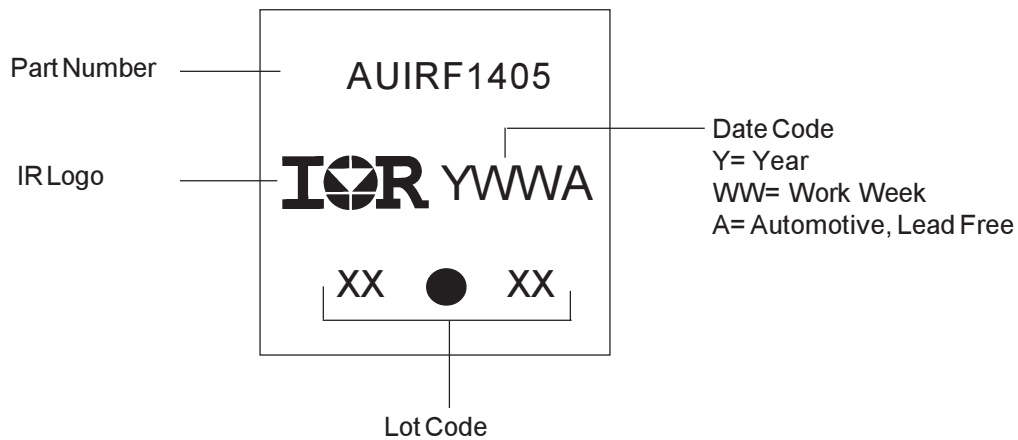 Part Number
AUIRF1405
IR Logo
IOR YWWA
Date Code
Y= Year
WW= Work Week
A= Automotive, Lead Free
XX XX
Lot Code